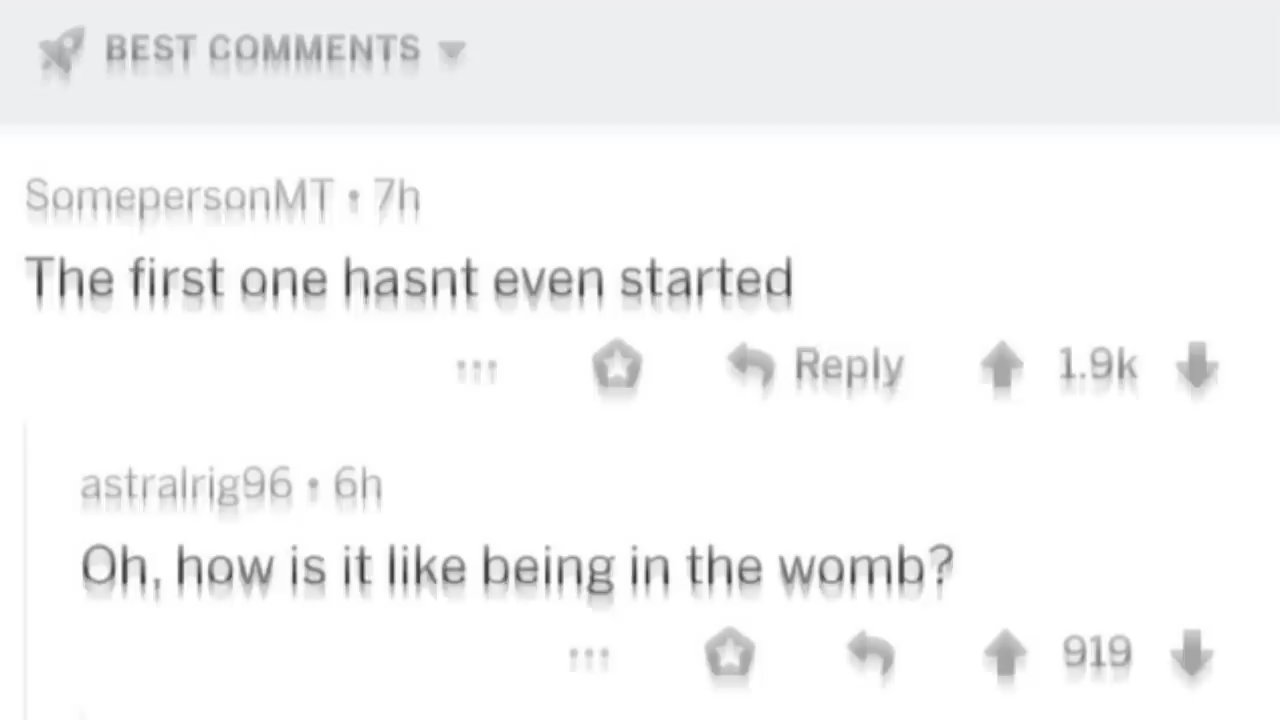 BEST COMMENTS
SomepersonMT • 7h
The first one hasnt even started
Reply 1.9k
astralrig96 • 6h
Oh, how is it like being in the womb?
919